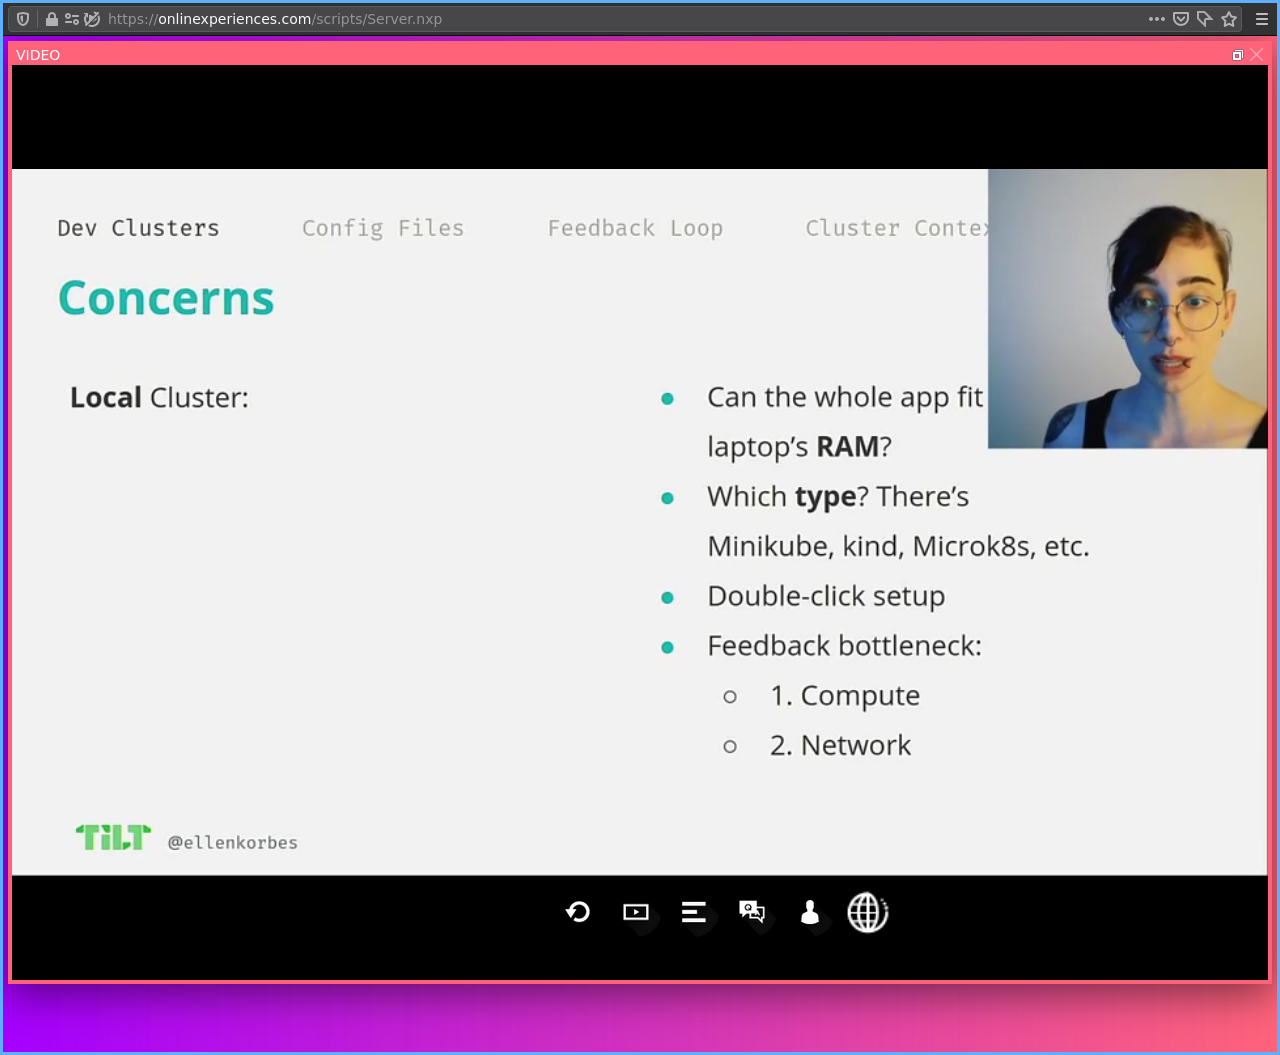 https://onlinexperiences.com/scripts/Server.nxp
VIDEO
Dev Clusters Config Files Feedback Loop Cluster Contex
Concerns
Local Cluster:
Can the whole app fit
laptop's RAM?
Which type? There's
Minikube, kind, Microk8s, etc.
Double-click setup
Feedback bottleneck:
1. Compute
2. Network
TILT @ellenkorbes